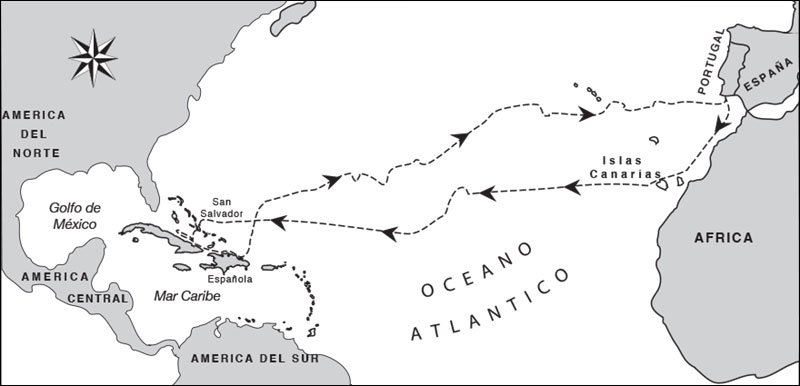 PORTUGAL
ESPAÑA
AMERICA
DEL
NORTE
Islas
Canarias
San
Salvador
Golfo de
México
AFRICA
OCEANO
ATLANTICO
Española
AMERICA
CENTRAL
Mar Caribe
AMERICA DEL SUR